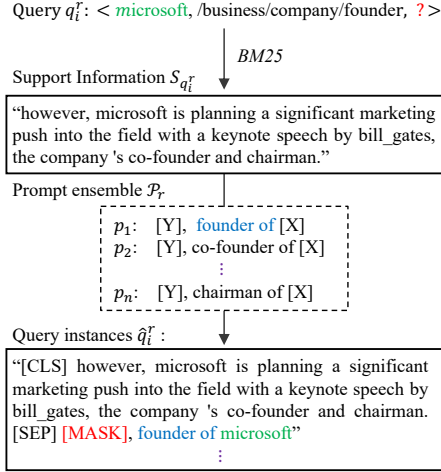 Query q_i^r: < microsoft, /business/company/founder, ? >
BM25
Support Information S_{q_i^r}
“however, microsoft is planning a significant marketing
push into the field with a keynote speech by bill_gates,
the company 's co-founder and chairman.”
Prompt ensemble 𝒫_r
p_1: [Y], founder of [X]
p_2: [Y], co-founder of [X]
⋮
p_n: [Y], chairman of [X]
Query instances q̂_i^r :
“[CLS] however, microsoft is planning a significant
marketing push into the field with a keynote speech by
bill_gates, the company 's co-founder and chairman.
[SEP] [MASK], founder of microsoft”
⋮